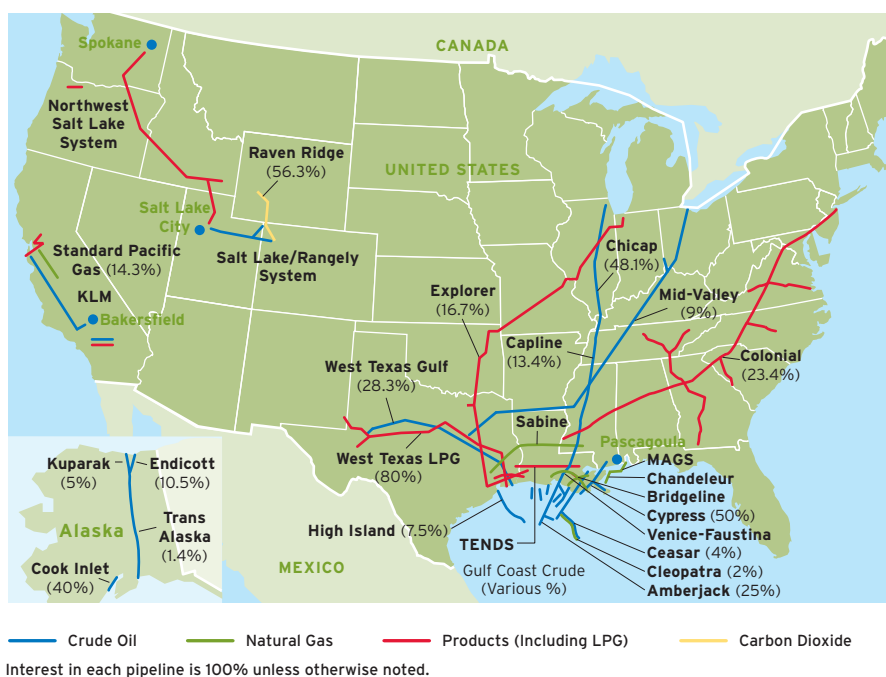 CANADA
Spokane
Northwest
Salt Lake
System
Raven Ridge
(56.3%)
UNITED STATES
Salt Lake
City
Salt Lake/Rangely
System
Standard Pacific
Gas (14.3%)
KLM
Bakersfield
Chicap
(48.1%)
Explorer
(16.7%)
Mid-Valley
(9%)
Capline
(13.4%)
Colonial
(23.4%)
West Texas Gulf
(28.3%)
Sabine
West Texas LPG
(80%)
Pascagoula
MAGS
Chandeleur
Bridgeline
Cypress (50%)
Venice-Faustina
Ceasar (4%)
Cleopatra (2%)
Amberjack (25%)
High Island (7.5%)
TENDS
Gulf Coast Crude
(Various %)
MEXICO
Kuparak
(5%)
Endicott
(10.5%)
Alaska
Trans
Alaska
(1.4%)
Cook Inlet
(40%)
Crude Oil
Natural Gas
Products (Including LPG)
Carbon Dioxide
Interest in each pipeline is 100% unless otherwise noted.